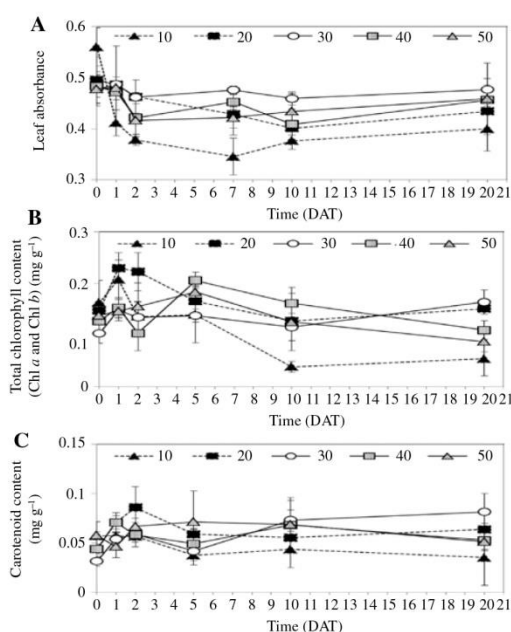 A
Leaf absorbance
0.6
0.5
0.4
0.3
10 20 30 40 50
0 1 2 3 4 5 6 7 8 9 10 11 12 13 14 15 16 17 18 19 20 21
Time (DAT)
B
Total chlorophyll content
(Chl a and Chl b) (mg g⁻¹)
0.3
0.2
0.1
0
10 20 30 40 50
0 1 2 3 4 5 6 7 8 9 10 11 12 13 14 15 16 17 18 19 20 21
Time (DAT)
C
Carotenoid content
(mg g⁻¹)
0.15
0.1
0.05
0
10 20 30 40 50
0 1 2 3 4 5 6 7 8 9 10 11 12 13 14 15 16 17 18 19 20 21
Time (DAT)